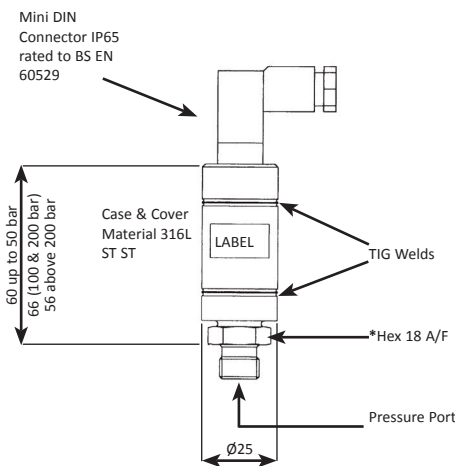 Mini DIN
Connector IP65
rated to BS EN
60529
60 up to 50 bar
66 (100 & 200 bar)
56 above 200 bar
Case & Cover
Material 316L
ST ST
LABEL
TIG Welds
*Hex 18 A/F
Pressure Port
Ø25